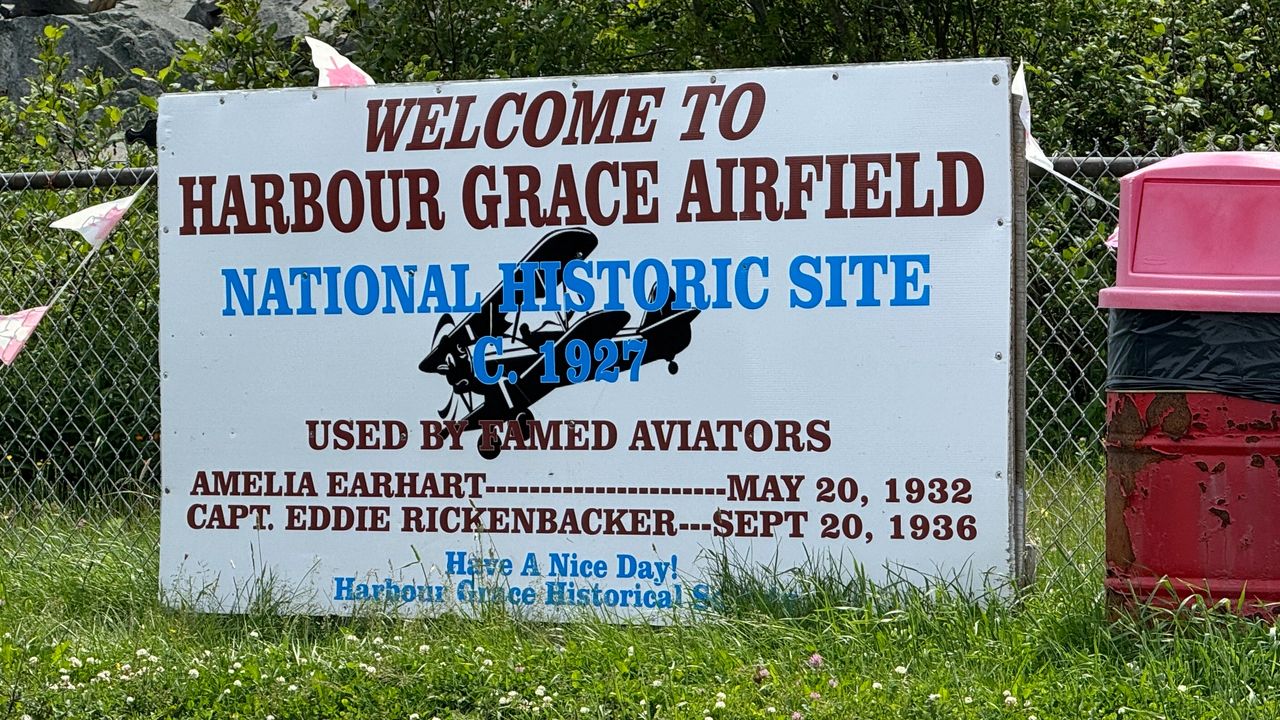 WELCOME TO
HARBOUR GRACE AIRFIELD
NATIONAL HISTORIC SITE
C. 1927
USED BY FAMED AVIATORS
AMELIA EARHART----------------------MAY 20, 1932
CAPT. EDDIE RICKENBACKER---SEPT 20, 1936
Have A Nice Day!
Harbour Grace Historical